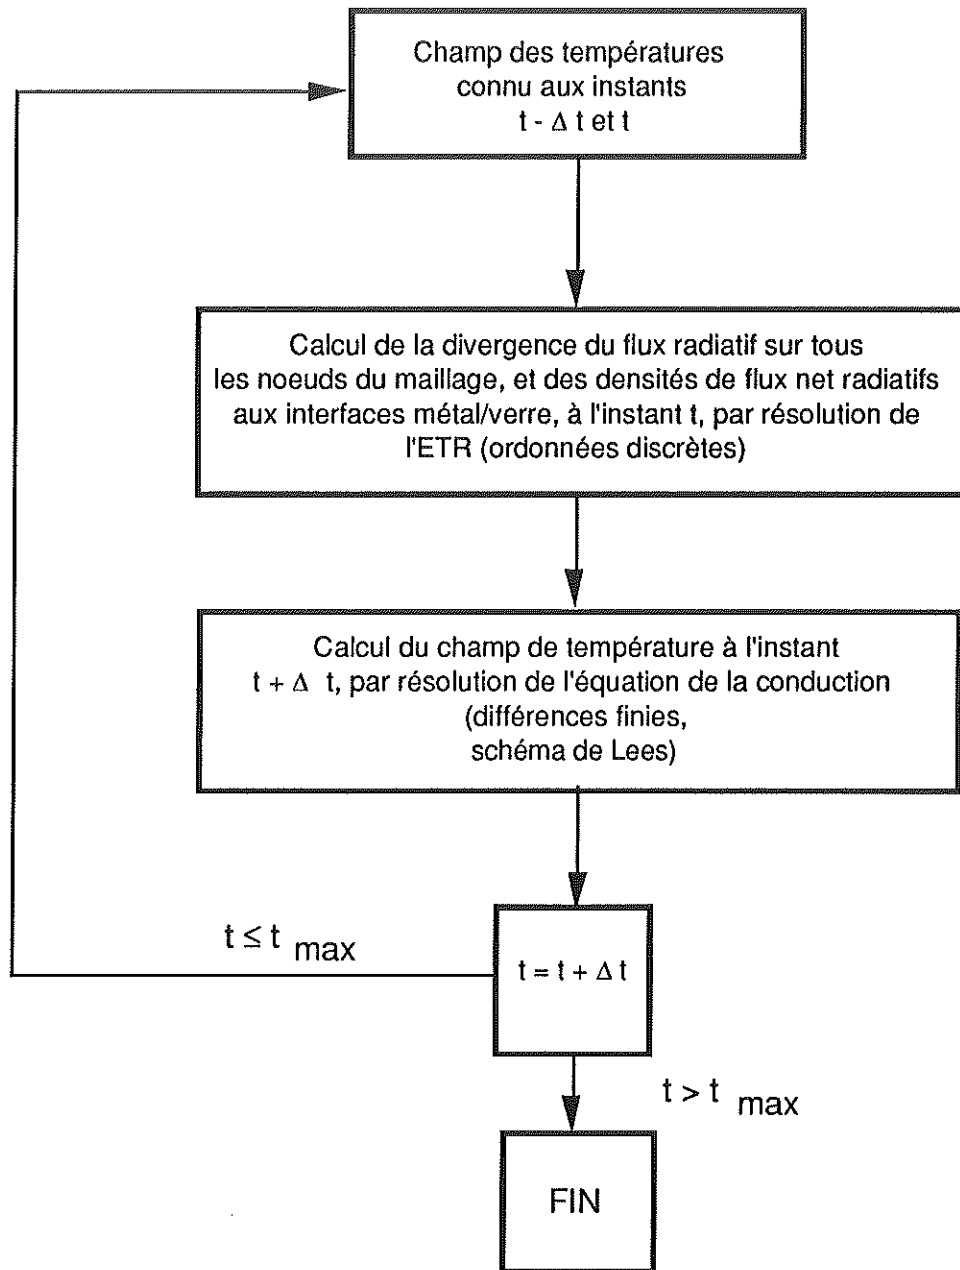 Champ des températures
connu aux instants
t - Δ t et t
Calcul de la divergence du flux radiatif sur tous
les noeuds du maillage, et des densités de flux net radiatifs
aux interfaces métal/verre, à l'instant t, par résolution de
l'ETR (ordonnées discrètes)
Calcul du champ de température à l'instant
t + Δ t, par résolution de l'équation de la conduction
(différences finies,
schéma de Lees)
t ≤ t max
t = t + Δ t
t > t max
FIN